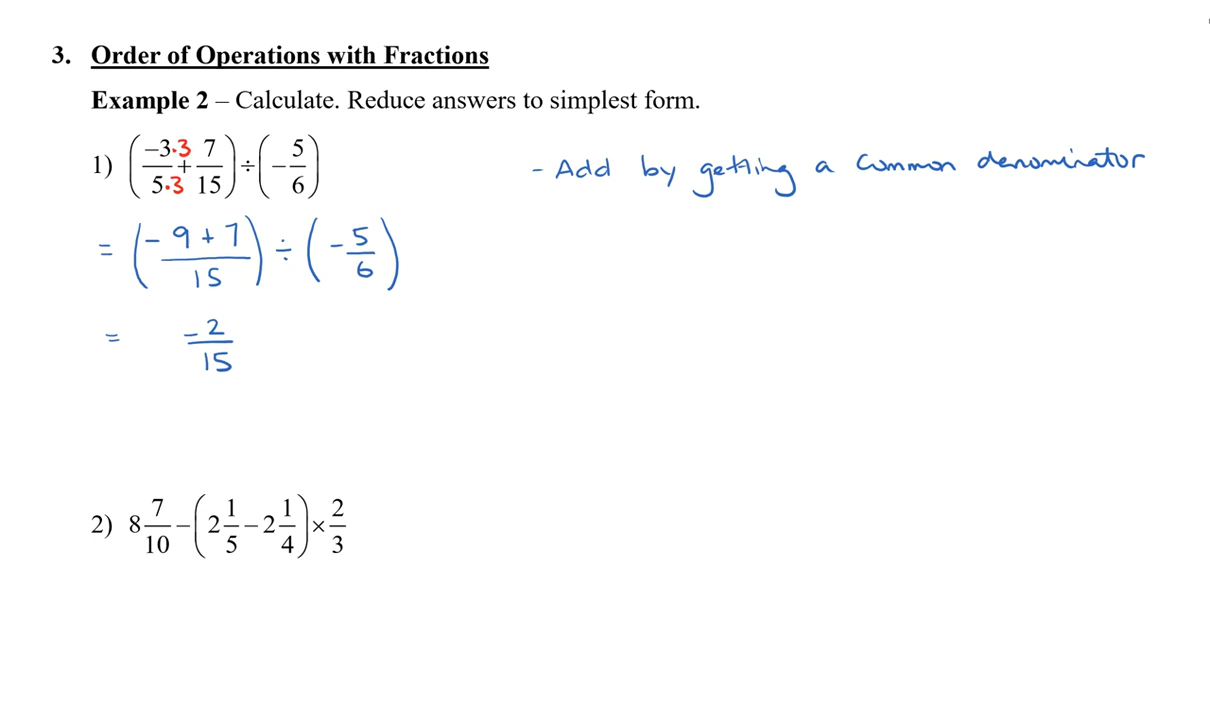 3. Order of Operations with Fractions
Example 2 – Calculate. Reduce answers to simplest form.
1) (−3·3/5·3 + 7/15) ÷ (−5/6)
- Add by getting a common denominator
= (−9+7/15) ÷ (−5/6)
= −2/15
2) 8 7/10 − (2 1/5 − 2 1/4) × 2/3